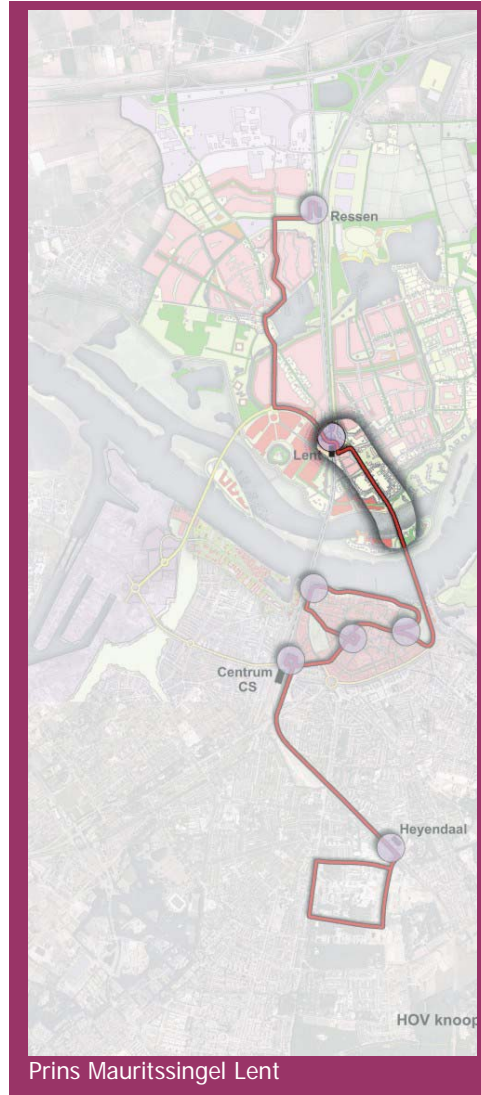 Ressen
Lent
Centrum
CS
Heyendaal
HOV knoop
Prins Mauritssingel Lent